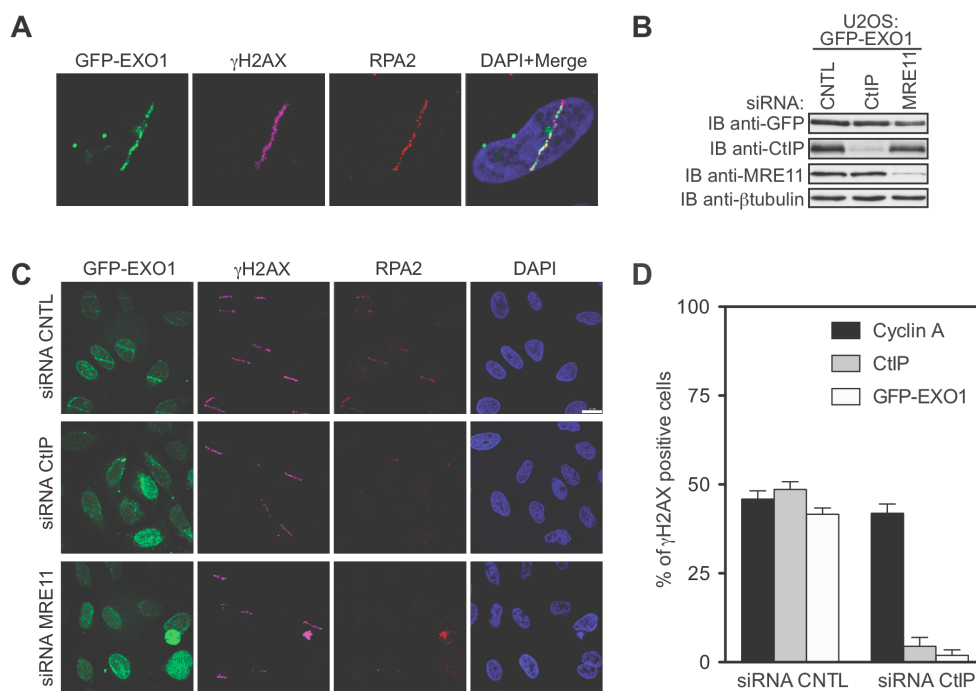 A
GFP-EXO1 γH2AX RPA2 DAPI+Merge
B
U2OS:
GFP-EXO1
siRNA: CNTL CtIP MRE11
IB anti-GFP
IB anti-CtIP
IB anti-MRE11
IB anti-βtubulin
C
GFP-EXO1 γH2AX RPA2 DAPI
siRNA CNTL
siRNA CtIP
siRNA MRE11
D
% of γH2AX positive cells
100
75
50
25
0
Cyclin A
CtIP
GFP-EXO1
siRNA CNTL siRNA CtIP